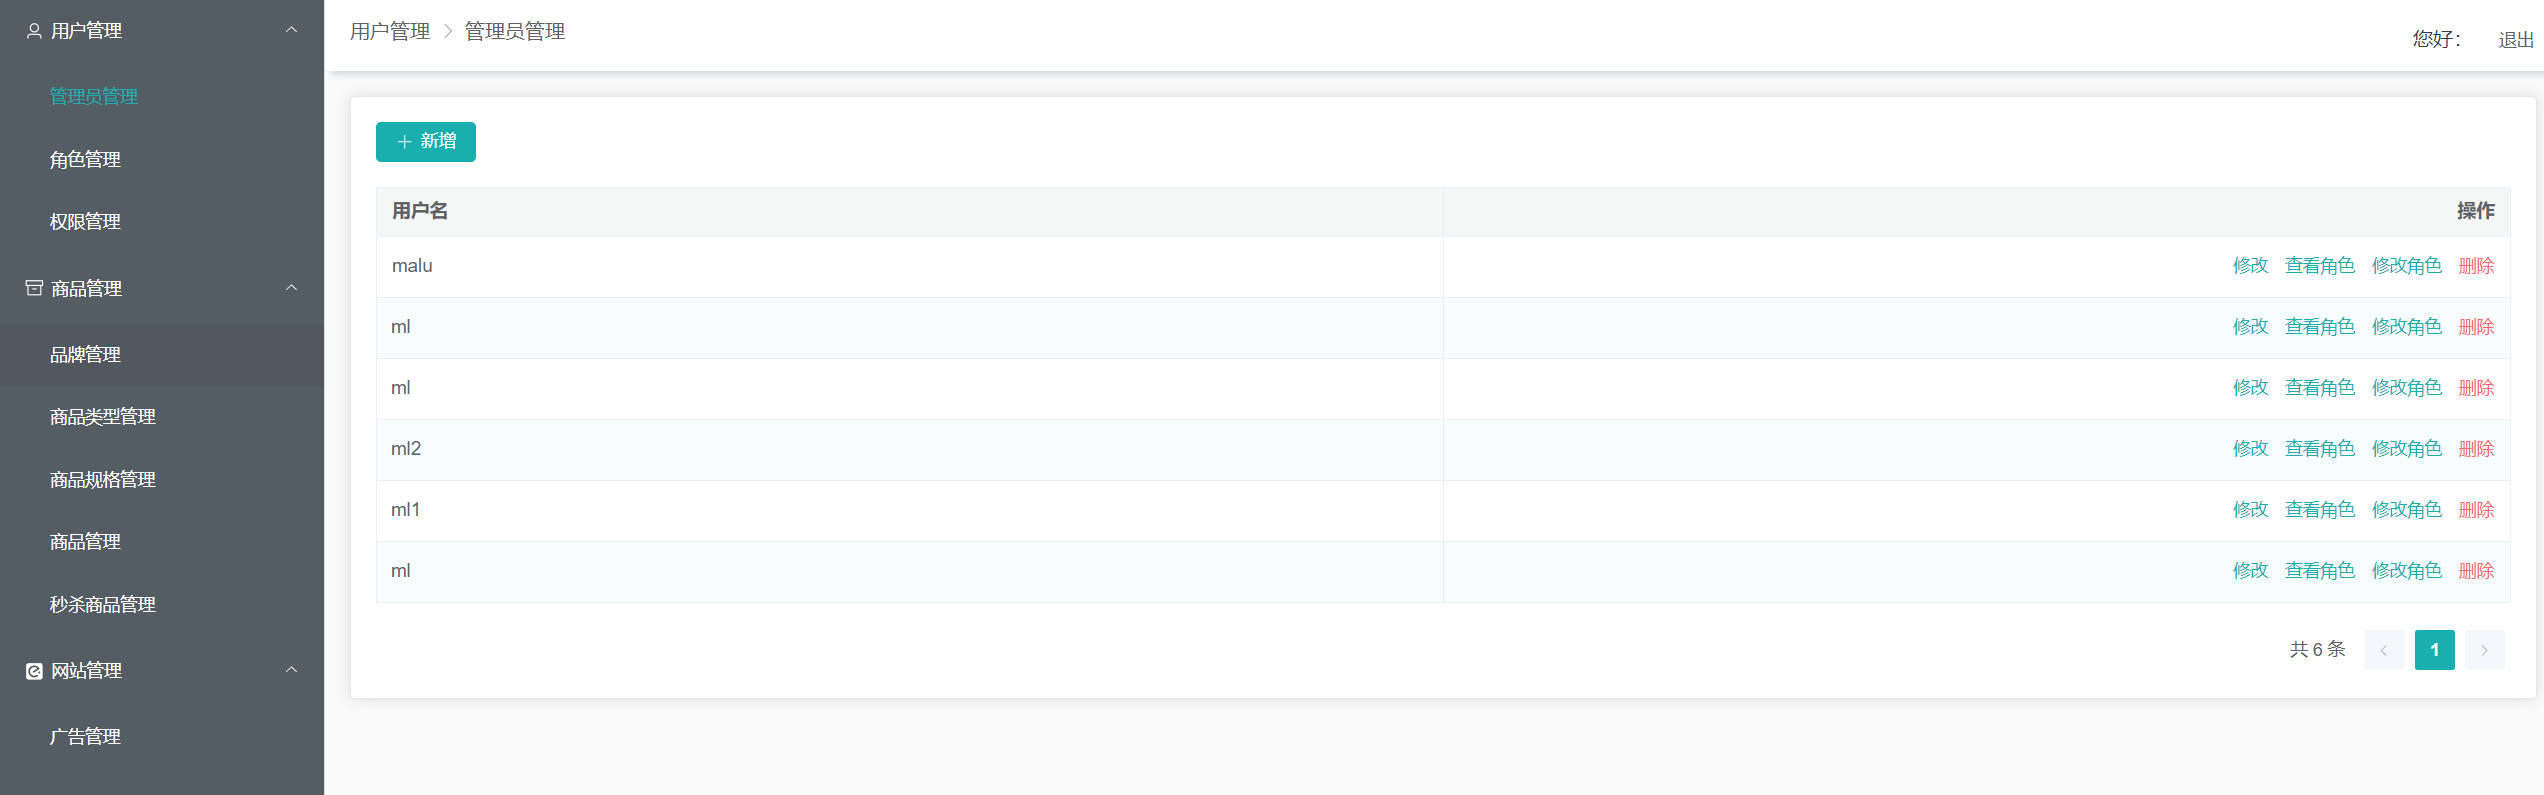 用户管理
管理员管理
角色管理
权限管理
商品管理
品牌管理
商品类型管理
商品规格管理
商品管理
秒杀商品管理
网站管理
广告管理
用户管理 > 管理员管理
您好： 退出
+ 新增
用户名 操作
malu 修改 查看角色 修改角色 删除
ml 修改 查看角色 修改角色 删除
ml 修改 查看角色 修改角色 删除
ml2 修改 查看角色 修改角色 删除
ml1 修改 查看角色 修改角色 删除
ml 修改 查看角色 修改角色 删除
共 6 条 < 1 >